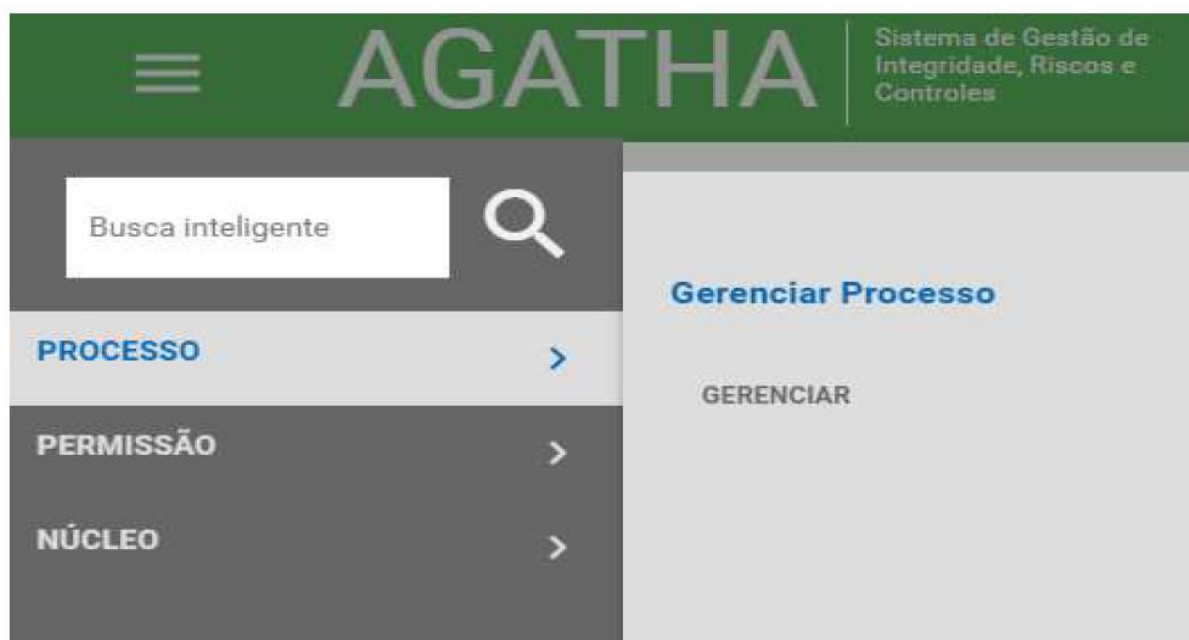 AGATHA
Sistema de Gestão de
Integridade, Riscos e
Controles
Busca inteligente
PROCESSO
PERMISSÃO
NÚCLEO
Gerenciar Processo
GERENCIAR